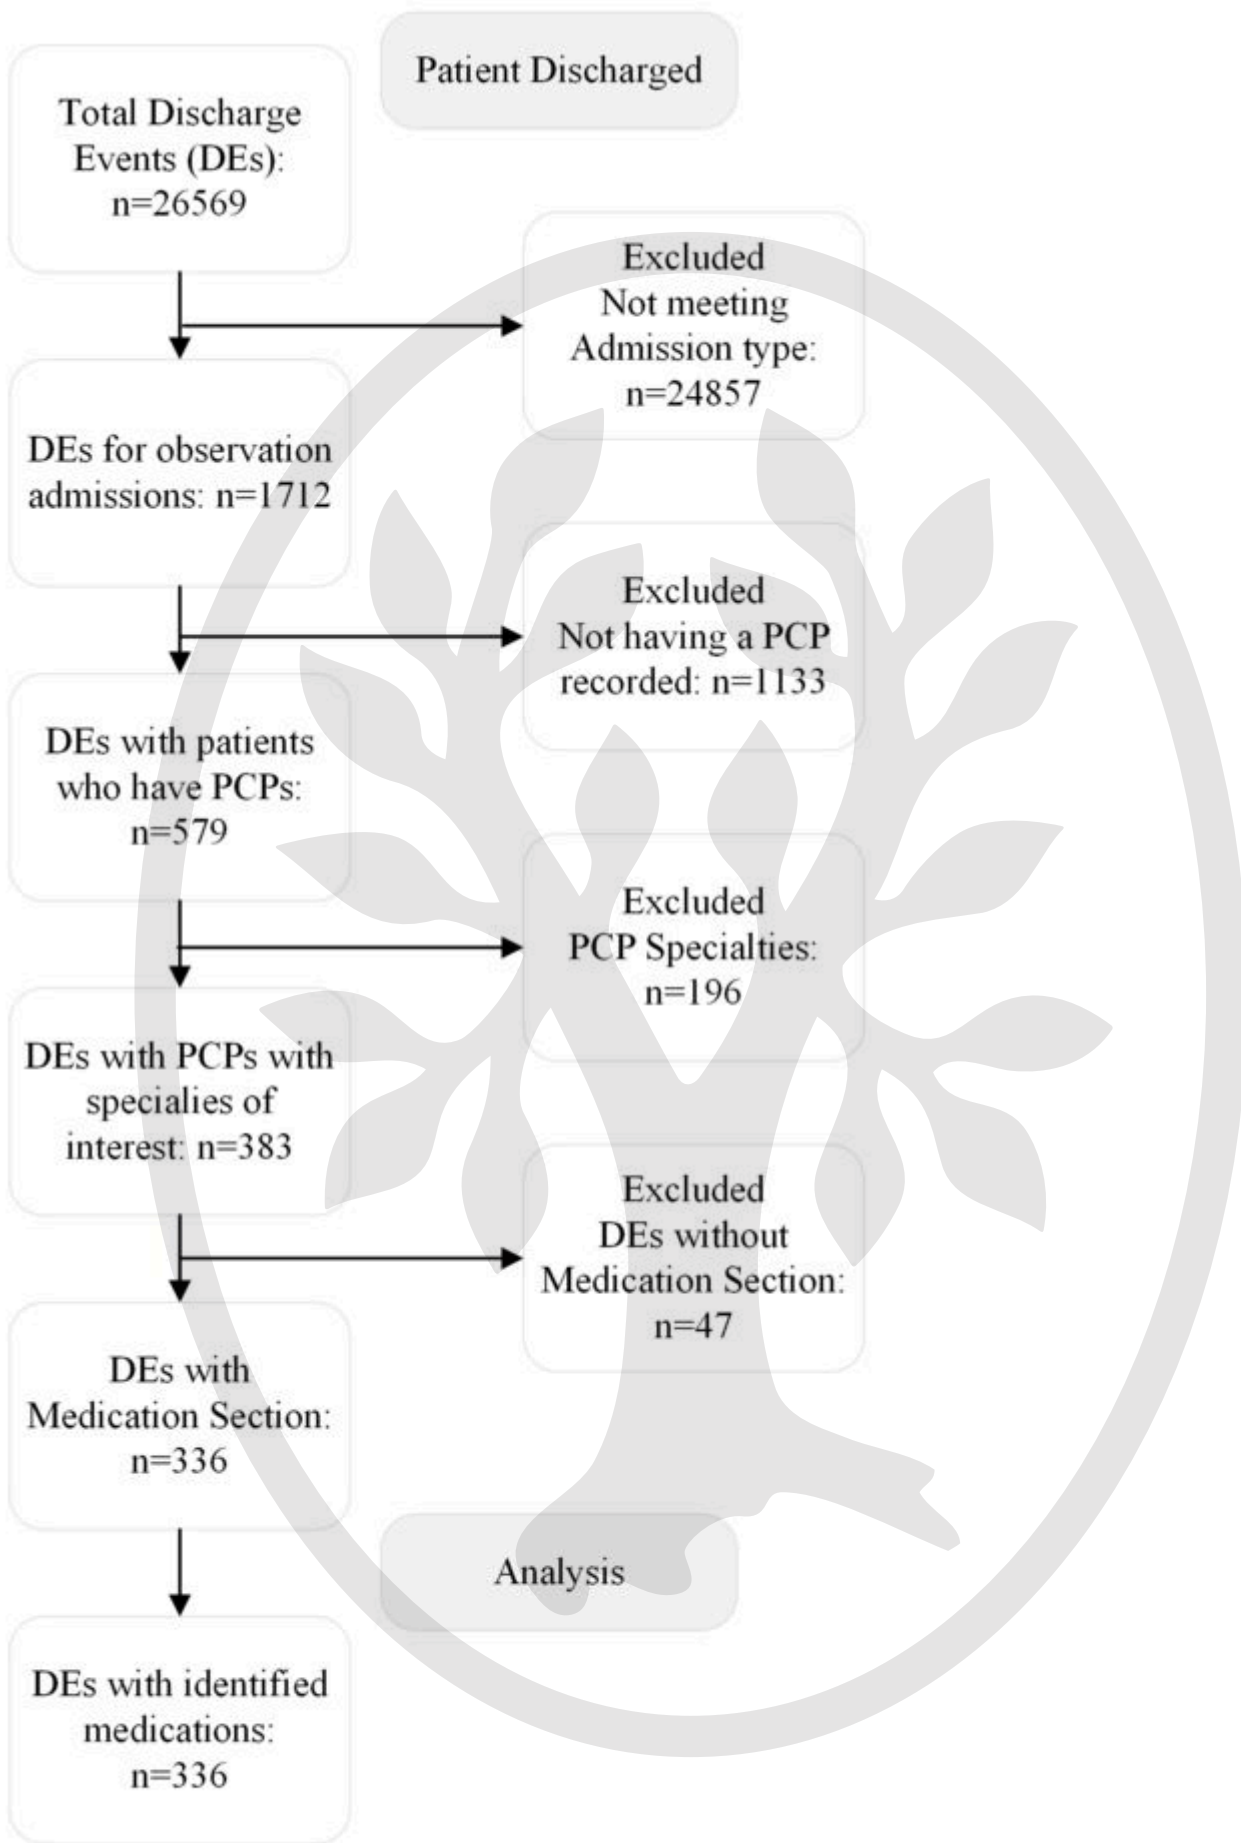 Patient Discharged
Total Discharge
Events (DEs):
n=26569
Excluded
Not meeting
Admission type:
n=24857
DEs for observation
admissions: n=1712
Excluded
Not having a PCP
recorded: n=1133
DEs with patients
who have PCPs:
n=579
Excluded
PCP Specialties:
n=196
DEs with PCPs with
specialies of
interest: n=383
Excluded
DEs without
Medication Section:
n=47
DEs with
Medication Section:
n=336
Analysis
DEs with identified
medications:
n=336